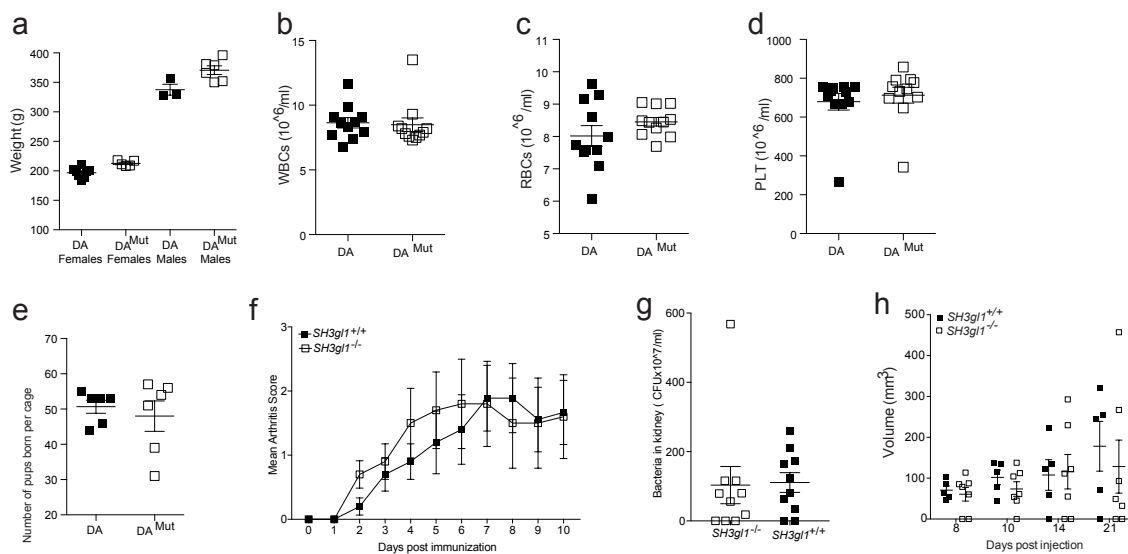 a
400
350
300
250
200
150
100
Weight (g)
DA Females
DA Mut Females
DA Males
DA Mut Males
b
15
10
5
0
WBCs (10^6/ml)
DA
DA Mut
c
11
10
9
8
7
6
5
RBCs (10^6/ml)
DA
DA Mut
d
1000
800
600
400
200
0
PLT (10^6/ml)
DA
DA Mut
e
70
60
50
40
30
20
Number of pups born per cage
DA
DA Mut
f
SH3gl1+/+
SH3gl1-/-
3
2
1
0
Mean Arthritis Score
0 1 2 3 4 5 6 7 8 9 10
Days post immunization
g
600
400
200
0
Bacteria in kidney ( CFUx10^7/ml)
SH3gl1-/-
SH3gl1+/+
h
SH3gl1+/+
SH3gl1-/-
500
400
300
200
100
0
Volume (mm3)
8 10 14 21
Days post injection